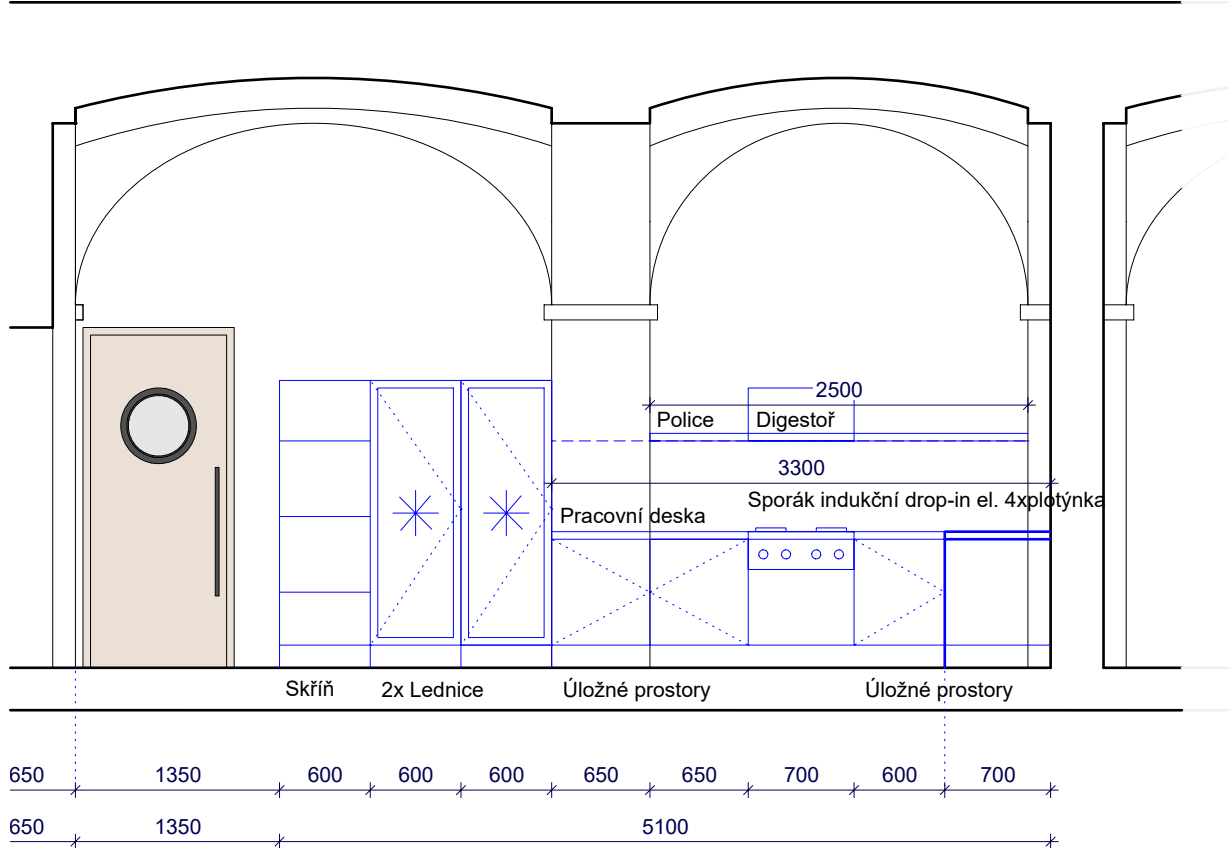 2500
Police
Digestoř
3300
Sporák indukční drop-in el. 4xplotýnka
Pracovní deska
Skříň
2x Lednice
Úložné prostory
Úložné prostory
650
1350
600
600
600
650
650
700
600
700
650
1350
5100